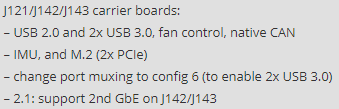 J121/J142/J143 carrier boards:
– USB 2.0 and 2x USB 3.0, fan control, native CAN
– IMU, and M.2 (2x PCIe)
– change port muxing to config 6 (to enable 2x USB 3.0)
– 2.1: support 2nd GbE on J142/J143